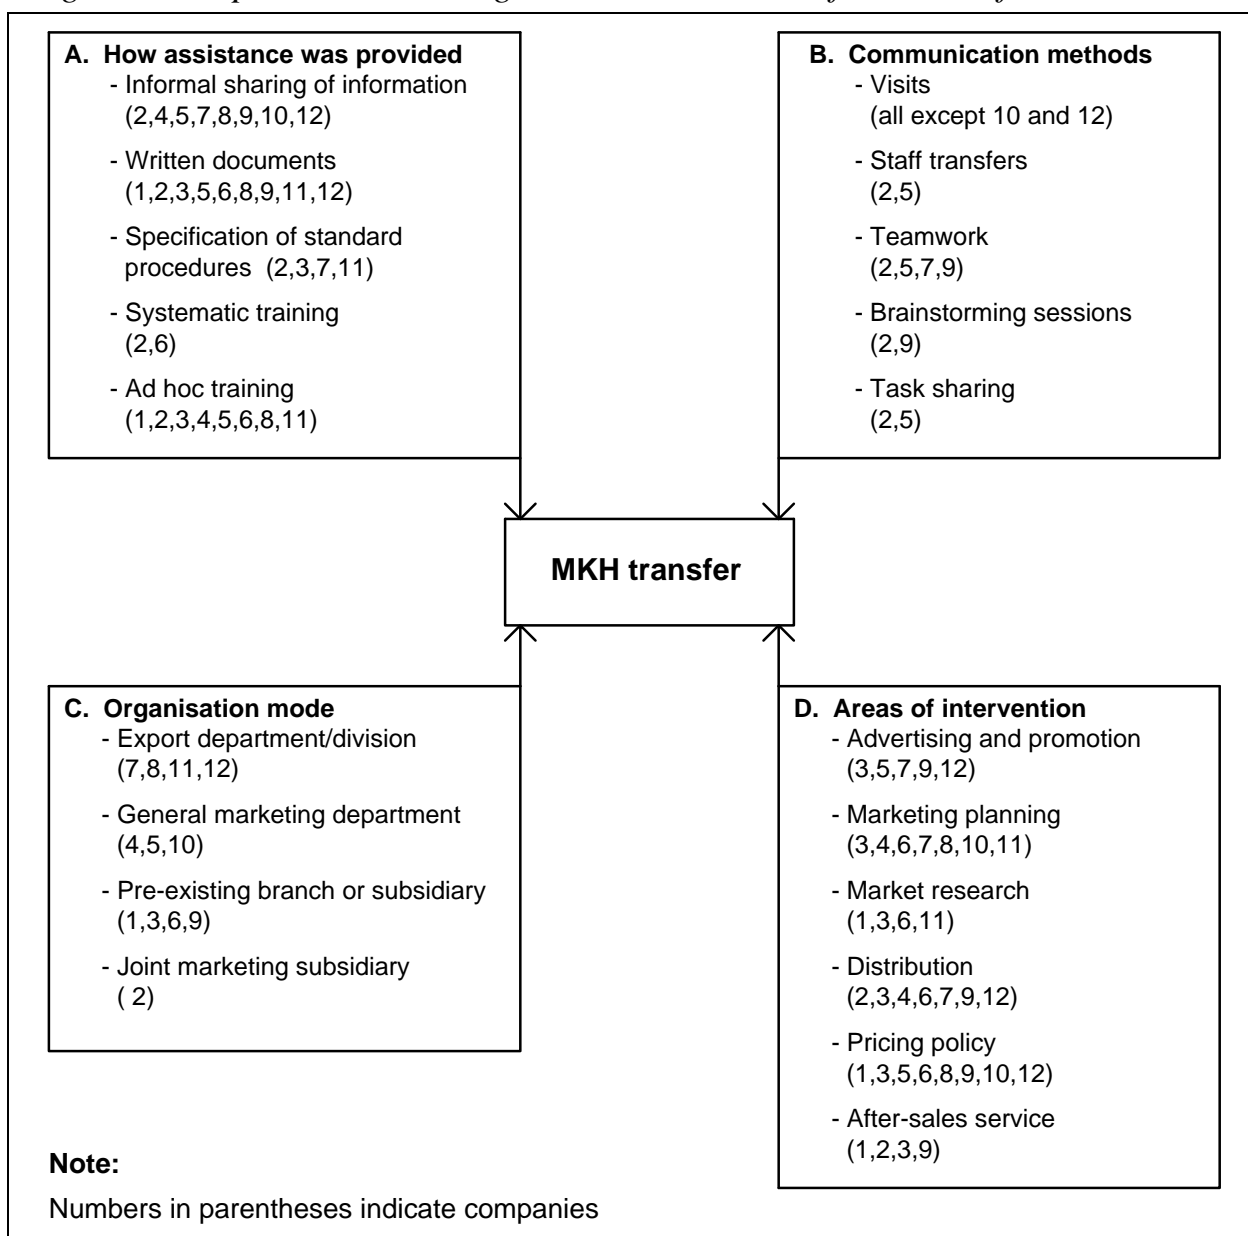 A. How assistance was provided
- Informal sharing of information
(2,4,5,7,8,9,10,12)
- Written documents
(1,2,3,5,6,8,9,11,12)
- Specification of standard
procedures (2,3,7,11)
- Systematic training
(2,6)
- Ad hoc training
(1,2,3,4,5,6,8,11)
B. Communication methods
- Visits
(all except 10 and 12)
- Staff transfers
(2,5)
- Teamwork
(2,5,7,9)
- Brainstorming sessions
(2,9)
- Task sharing
(2,5)
MKH transfer
C. Organisation mode
- Export department/division
(7,8,11,12)
- General marketing department
(4,5,10)
- Pre-existing branch or subsidiary
(1,3,6,9)
- Joint marketing subsidiary
( 2)
D. Areas of intervention
- Advertising and promotion
(3,5,7,9,12)
- Marketing planning
(3,4,6,7,8,10,11)
- Market research
(1,3,6,11)
- Distribution
(2,3,4,6,7,9,12)
- Pricing policy
(1,3,5,6,8,9,10,12)
- After-sales service
(1,2,3,9)
Note:
Numbers in parentheses indicate companies